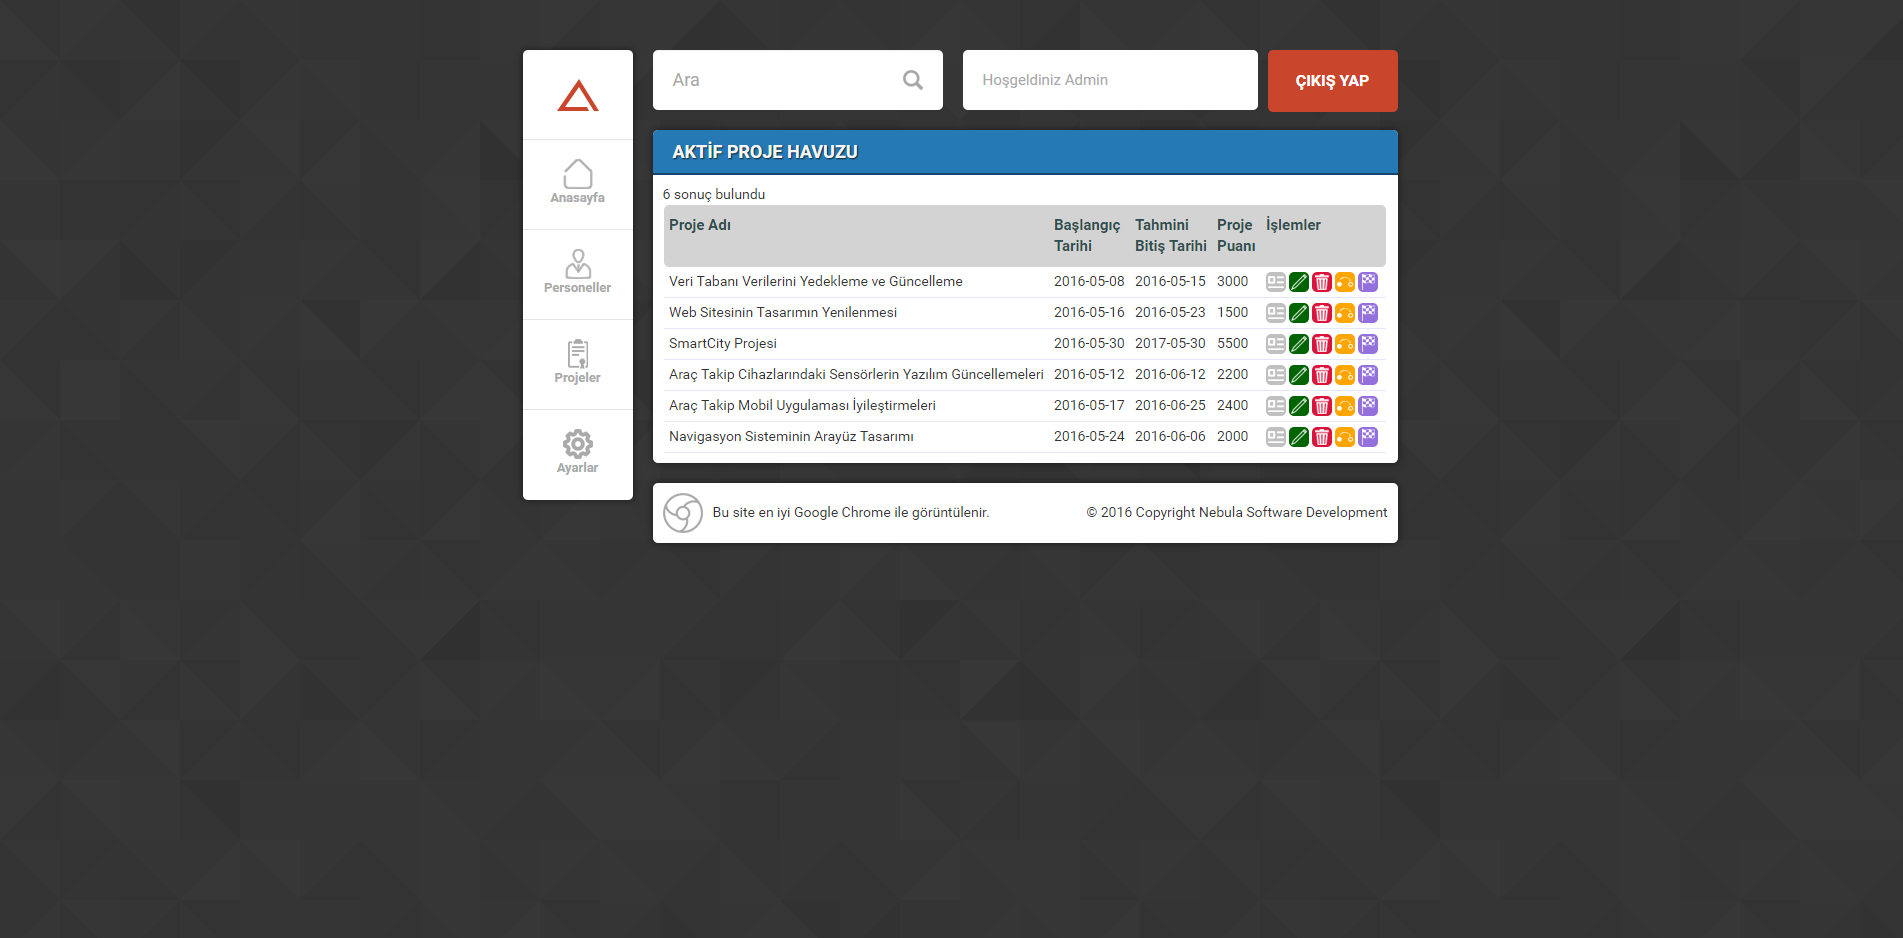 Ara
Hoşgeldiniz Admin
ÇIKIŞ YAP
Anasayfa
Personeller
Projeler
Ayarlar
AKTİF PROJE HAVUZU
6 sonuç bulundu
Proje Adı Başlangıç Tarihi Tahmini Bitiş Tarihi Proje Puanı İşlemler
Veri Tabanı Verilerini Yedekleme ve Güncelleme 2016-05-08 2016-05-15 3000
Web Sitesinin Tasarımın Yenilenmesi 2016-05-16 2016-05-23 1500
SmartCity Projesi 2016-05-30 2017-05-30 5500
Araç Takip Cihazlarındaki Sensörlerin Yazılım Güncellemeleri 2016-05-12 2016-06-12 2200
Araç Takip Mobil Uygulaması İyileştirmeleri 2016-05-17 2016-06-25 2400
Navigasyon Sisteminin Arayüz Tasarımı 2016-05-24 2016-06-06 2000
Bu site en iyi Google Chrome ile görüntülenir.
© 2016 Copyright Nebula Software Development